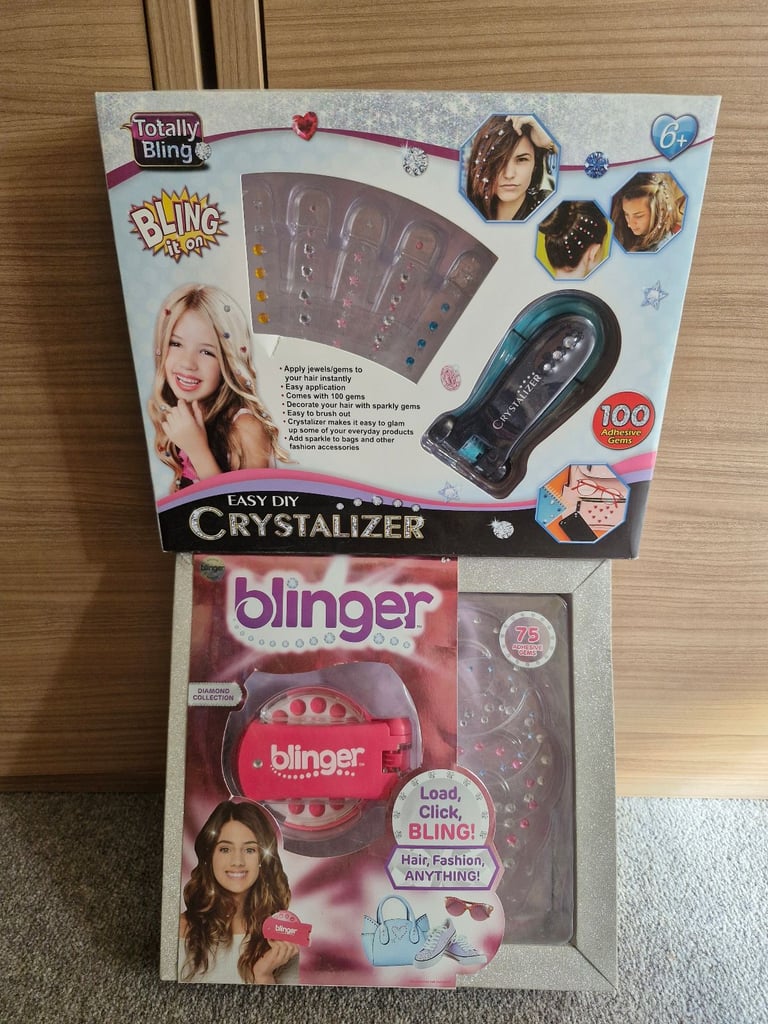 Totally
Bling
6+
BLING
it on
• Apply jewels/gems to
your hair instantly
• Easy application
• Comes with 100 gems
• Decorate your hair with sparkly gems
• Easy to brush out
• Crystalizer makes it easy to glam
up some of your everyday products
• Add sparkle to bags and other
fashion accessories
CRYSTALIZER
100
Adhesive
Gems
EASY DIY
CRYSTALIZER
blinger
6+
blinger™
75
ADHESIVE
GEMS
DIAMOND
COLLECTION
blinger™
Load,
Click,
BLING!
Hair, Fashion,
ANYTHING!
blinger